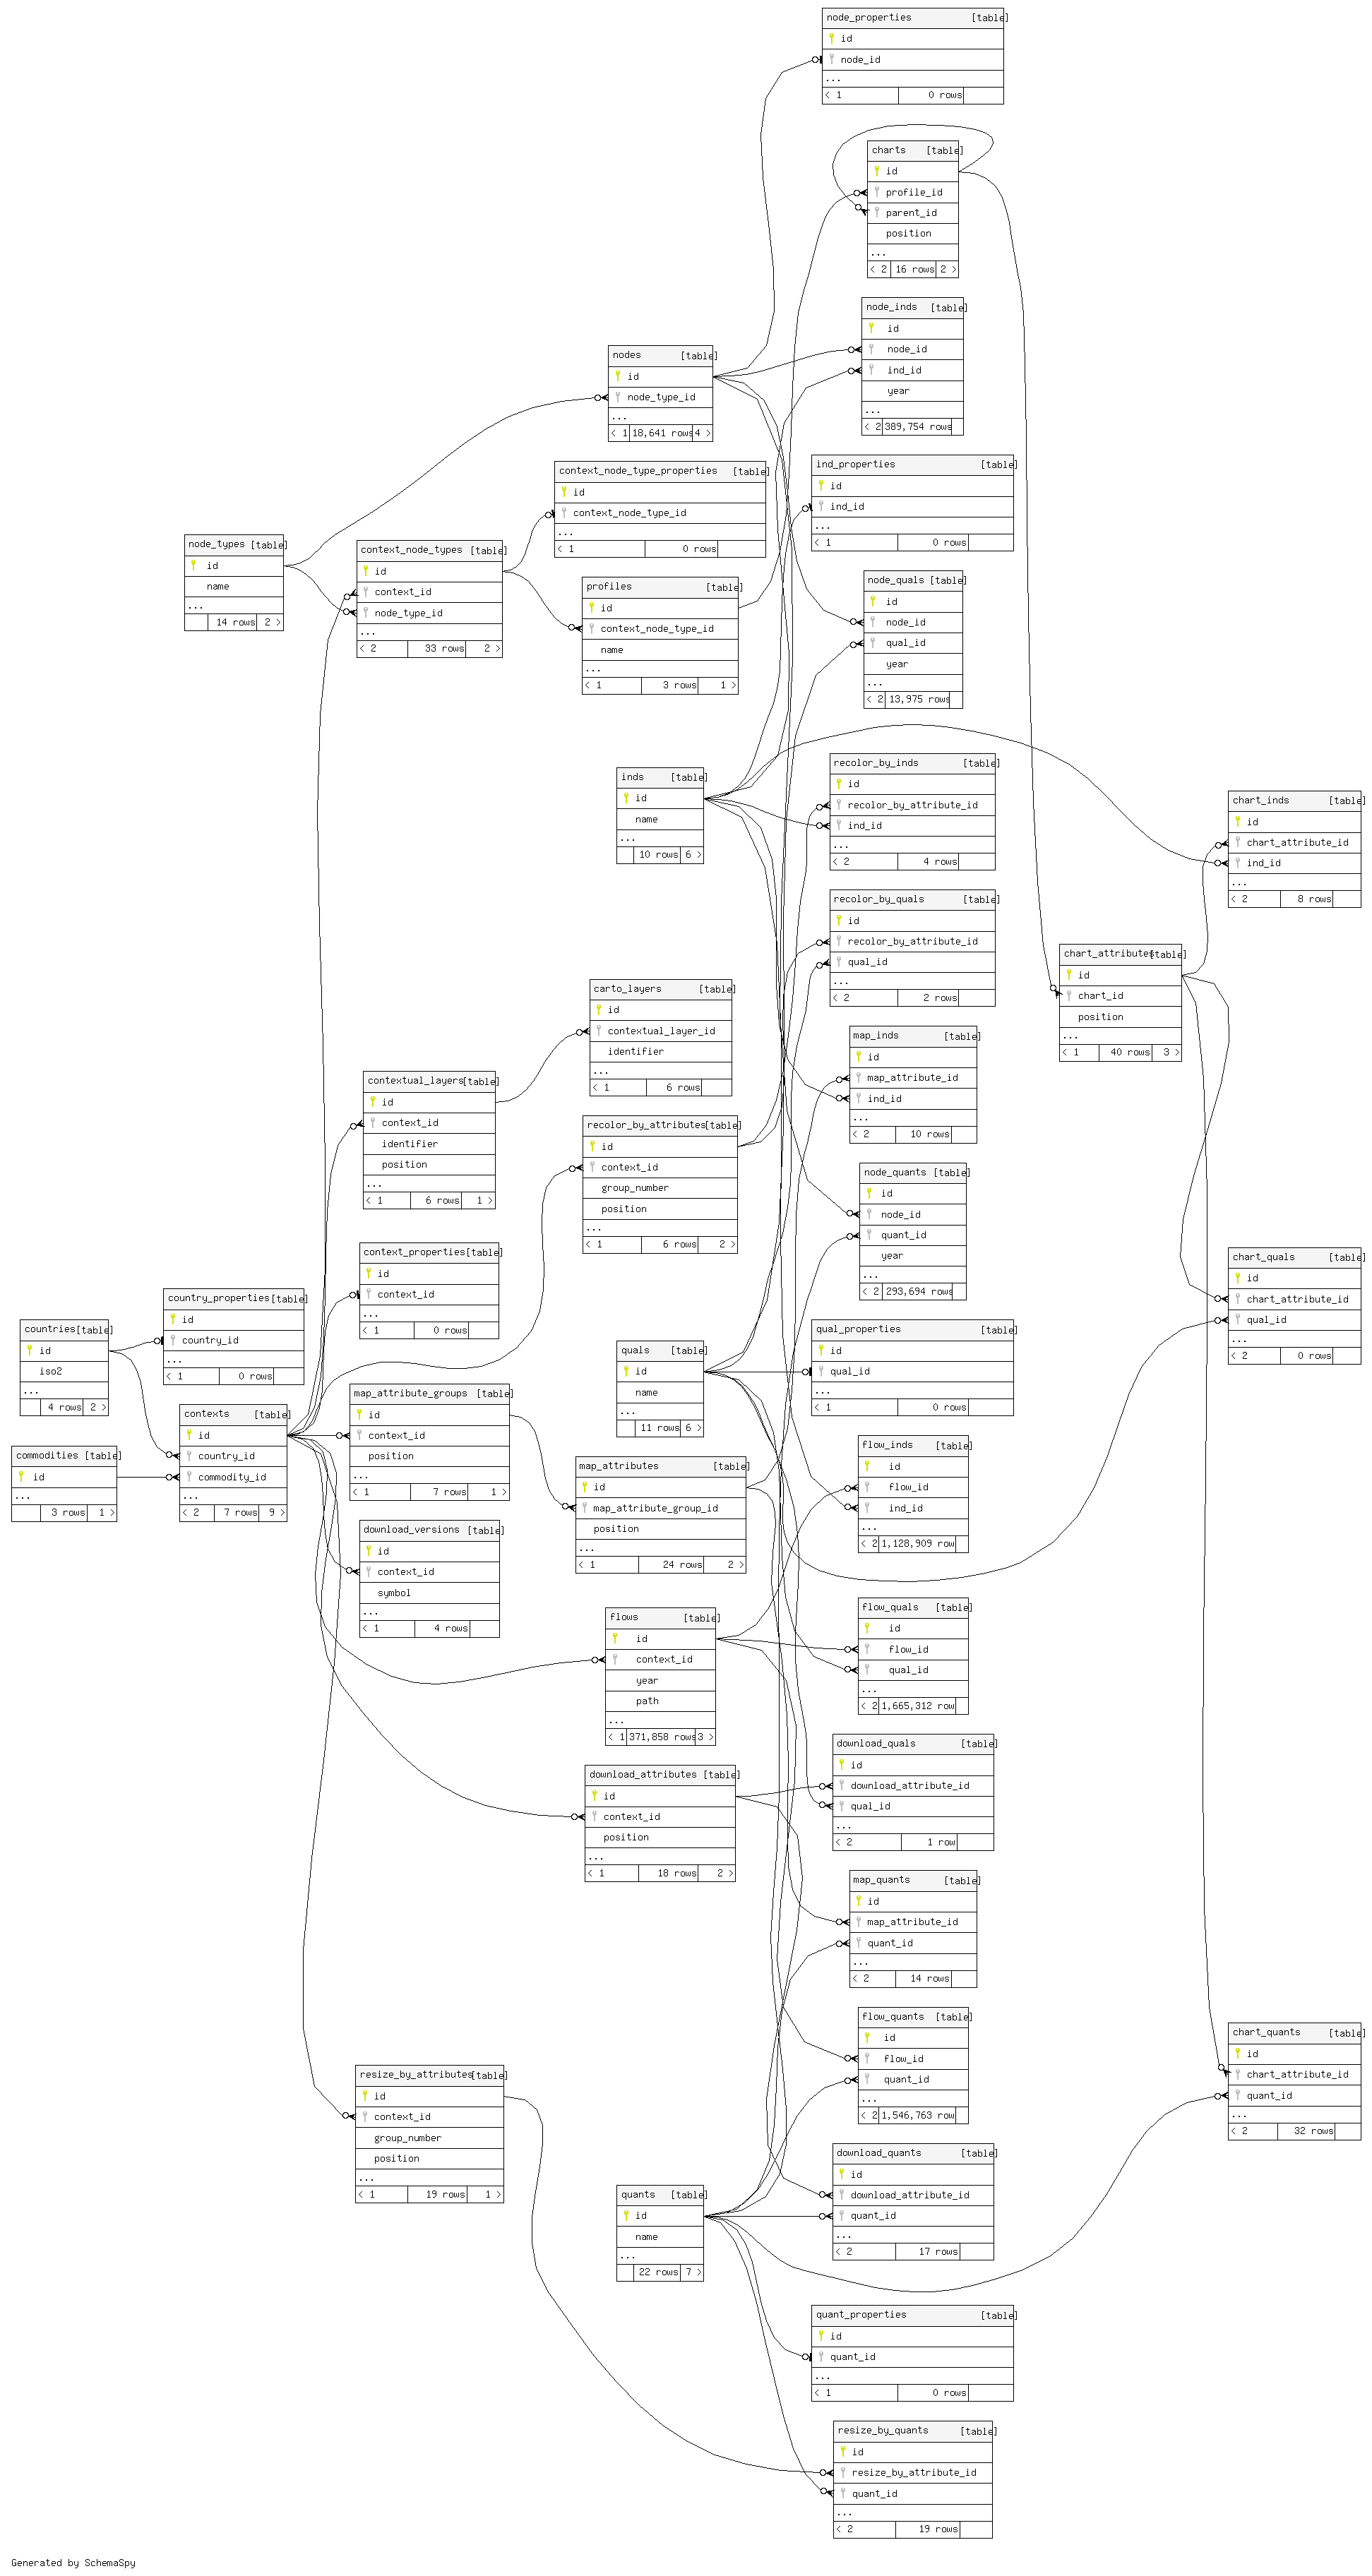 node_properties [table]
id
node_id
...
< 1 0 rows
charts [table]
id
profile_id
parent_id
position
...
< 2 16 rows 2 >
node_inds [table]
id
node_id
ind_id
year
...
< 2 389,754 rows
nodes [table]
id
node_type_id
...
< 1 18,641 rows 4 >
context_node_type_properties [table]
id
context_node_type_id
...
< 1 0 rows
ind_properties [table]
id
ind_id
...
< 1 0 rows
node_types [table]
id
name
...
14 rows 2 >
context_node_types [table]
id
context_id
node_type_id
...
< 2 33 rows 2 >
profiles [table]
id
context_node_type_id
name
...
< 1 3 rows 1 >
node_quals [table]
id
node_id
qual_id
year
...
< 2 13,975 rows
inds [table]
id
name
...
10 rows 6 >
recolor_by_inds [table]
id
recolor_by_attribute_id
ind_id
...
< 2 4 rows
chart_inds [table]
id
chart_attribute_id
ind_id
...
< 2 8 rows
recolor_by_quals [table]
id
recolor_by_attribute_id
qual_id
...
< 2 2 rows
chart_attributes [table]
id
chart_id
position
...
< 1 40 rows 3 >
carto_layers [table]
id
contextual_layer_id
identifier
...
< 1 6 rows
map_inds [table]
id
map_attribute_id
ind_id
...
< 2 10 rows
contextual_layers [table]
id
context_id
identifier
position
...
< 1 6 rows 1 >
recolor_by_attributes [table]
id
context_id
group_number
position
...
< 1 6 rows 2 >
node_quants [table]
id
node_id
quant_id
year
...
< 2 293,694 rows
context_properties [table]
id
context_id
...
< 1 0 rows
chart_quals [table]
id
chart_attribute_id
qual_id
...
< 2 0 rows
country_properties [table]
id
country_id
...
< 1 0 rows
countries [table]
id
iso2
...
4 rows 2 >
quals [table]
id
name
...
11 rows 6 >
qual_properties [table]
id
qual_id
...
< 1 0 rows
map_attribute_groups [table]
id
context_id
position
...
< 1 7 rows 1 >
contexts [table]
id
country_id
commodity_id
...
< 2 7 rows 9 >
commodities [table]
id
...
3 rows 1 >
flow_inds [table]
id
flow_id
ind_id
...
< 2 1,128,909 row
map_attributes [table]
id
map_attribute_group_id
position
...
< 1 24 rows 2 >
download_versions [table]
id
context_id
symbol
...
< 1 4 rows
flows [table]
id
context_id
year
path
...
< 1 371,858 rows 3 >
flow_quals [table]
id
flow_id
qual_id
...
< 2 1,665,312 row
download_quals [table]
id
download_attribute_id
qual_id
...
< 2 1 row
download_attributes [table]
id
context_id
position
...
< 1 18 rows 2 >
map_quants [table]
id
map_attribute_id
quant_id
...
< 2 14 rows
flow_quants [table]
id
flow_id
quant_id
...
< 2 1,546,763 row
chart_quants [table]
id
chart_attribute_id
quant_id
...
< 2 32 rows
resize_by_attributes [table]
id
context_id
group_number
position
...
< 1 19 rows 1 >
download_quants [table]
id
download_attribute_id
quant_id
...
< 2 17 rows
quants [table]
id
name
...
22 rows 7 >
quant_properties [table]
id
quant_id
...
< 1 0 rows
resize_by_quants [table]
id
resize_by_attribute_id
quant_id
...
< 2 19 rows
Generated by SchemaSpy